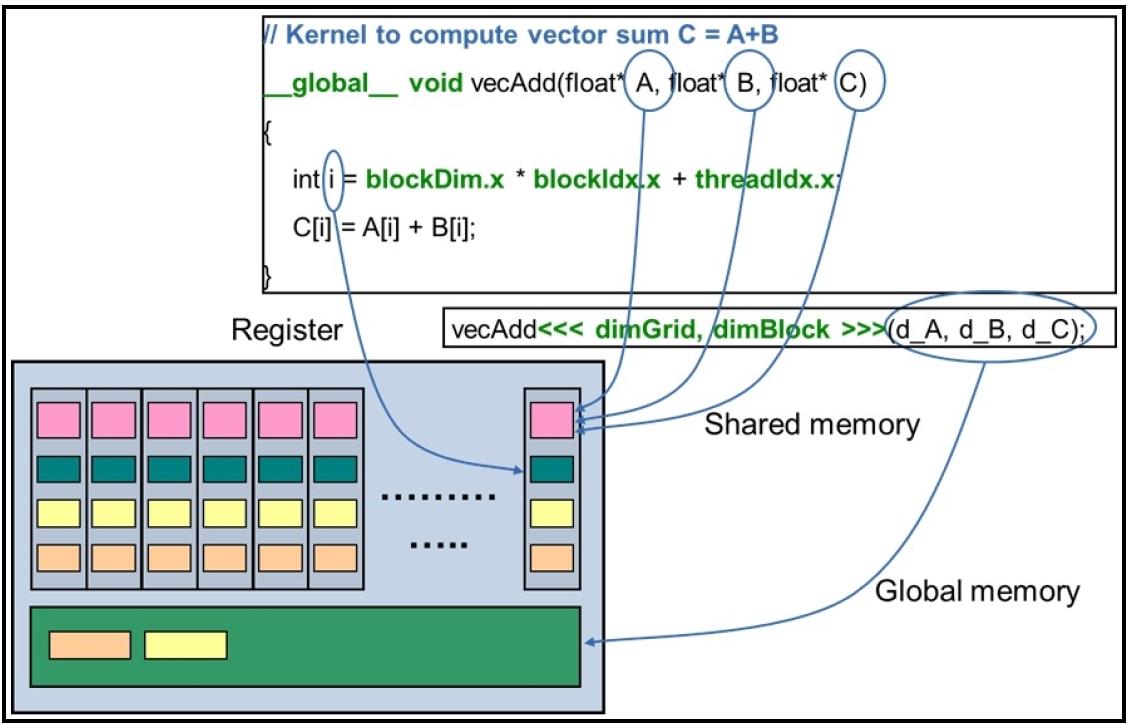 // Kernel to compute vector sum C = A+B
__global__ void vecAdd(float* A, float* B, float* C)
{
int i = blockDim.x * blockIdx.x + threadIdx.x;
C[i] = A[i] + B[i];
}
vecAdd<<< dimGrid, dimBlock >>>(d_A, d_B, d_C);
Register
Shared memory
Global memory